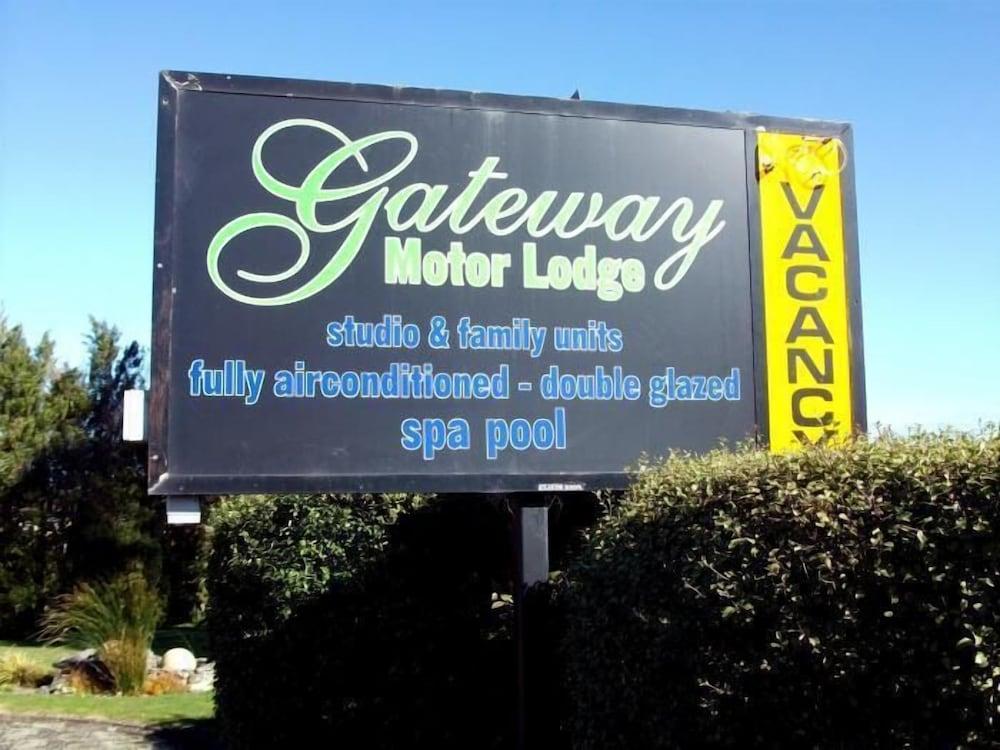 Gateway
Motor Lodge
studio & family units
fully airconditioned - double glazed
spa pool
VACANCY